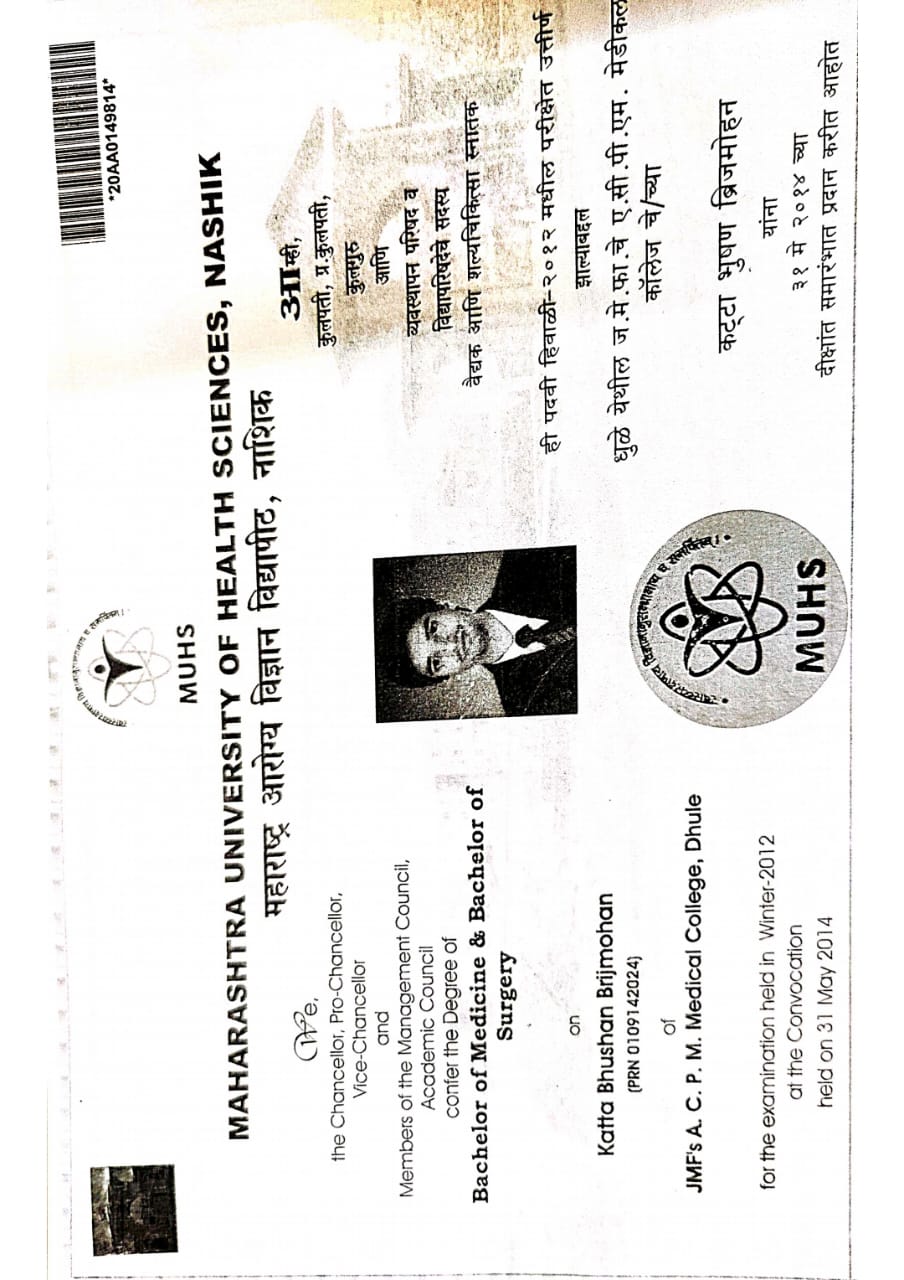 *20AA0149814*
MUHS
MAHARASHTRA UNIVERSITY OF HEALTH SCIENCES, NASHIK
महाराष्ट्र आरोग्य विज्ञान विद्यापीठ, नाशिक
We,
the Chancellor, Pro-Chancellor,
Vice-Chancellor
and
Members of the Management Council,
Academic Council
confer the Degree of
Bachelor of Medicine & Bachelor of
Surgery
on
Katta Bhushan Brijmohan
(PRN 0109142024)
of
JMF's A. C. P. M. Medical College, Dhule
for the examination held in Winter-2012
at the Convocation
held on 31 May 2014
आम्ही,
कुलपती, प्र.कुलपती,
कुलगुरु
आणि
व्यवस्थापन परिषद व
विद्यापरिषदेचे सदस्य
वैद्यक आणि शल्यचिकित्सा स्नातक
ही पदवी हिवाळी-२०१२ मधील परीक्षेत उत्तीर्ण
झाल्याबद्दल
धुळे येथील ज.मे.फा.चे ए.सी.पी.एम. मेडीकल
कॉलेज चे/च्या
कट्टा भुषण ब्रिजमोहन
यांना
३१ मे २०१४ च्या
दीक्षांत समारंभात प्रदान करीत आहोत
MUHS